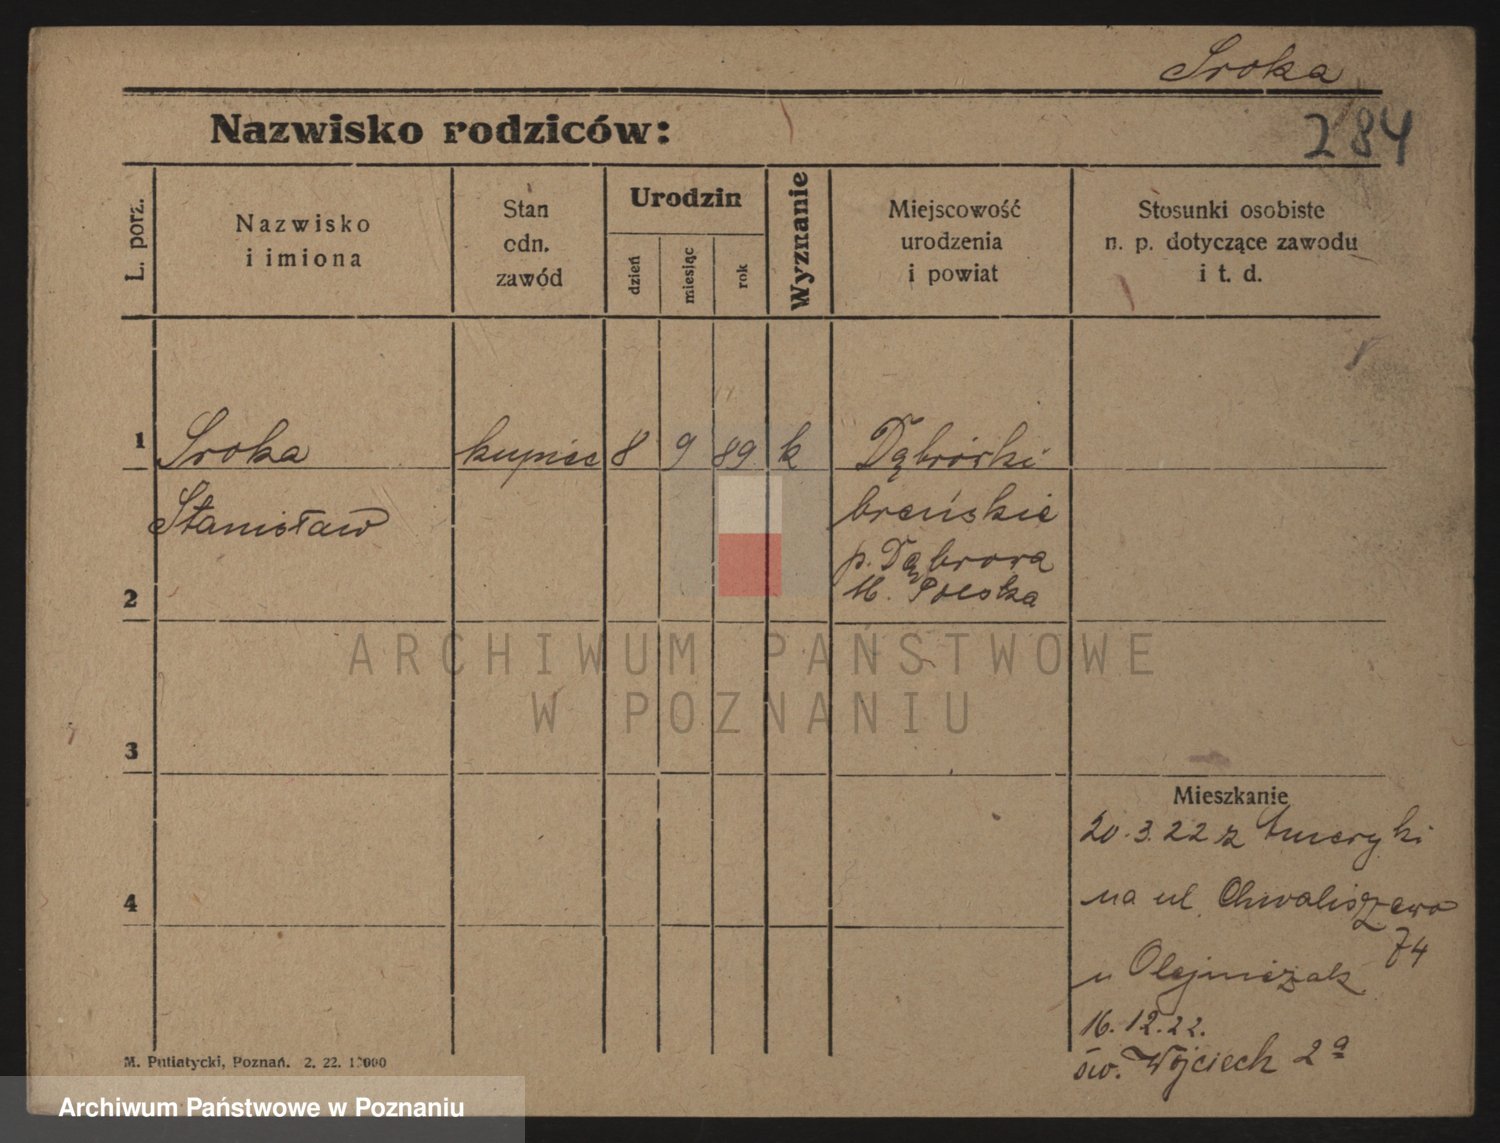 Sroka
284
Nazwisko rodziców:
L. porz.
Nazwisko
i imiona
Stan
odn.
zawód
Urodzin
dzień
miesiąc
rok
Wyznanie
Miejscowość
urodzenia
i powiat
Stosunki osobiste
n. p. dotyczące zawodu
i t. d.
1 Sroka kupiec 8 9 89 k Dąbrówki
Stanisław breńskie
p. Dąbrowa
2 M. Polska
ARCHIWUM PAŃSTWOWE
W POZNANIU
3
Mieszkanie
20.3.22 z Ameryki
4 na ul. Chwaliszewo
74
u Olejniczak
16.12.22.
św. Wojciech 2a
M. Putiatycki, Poznań. 2. 22.
Archiwum Państwowe w Poznaniu